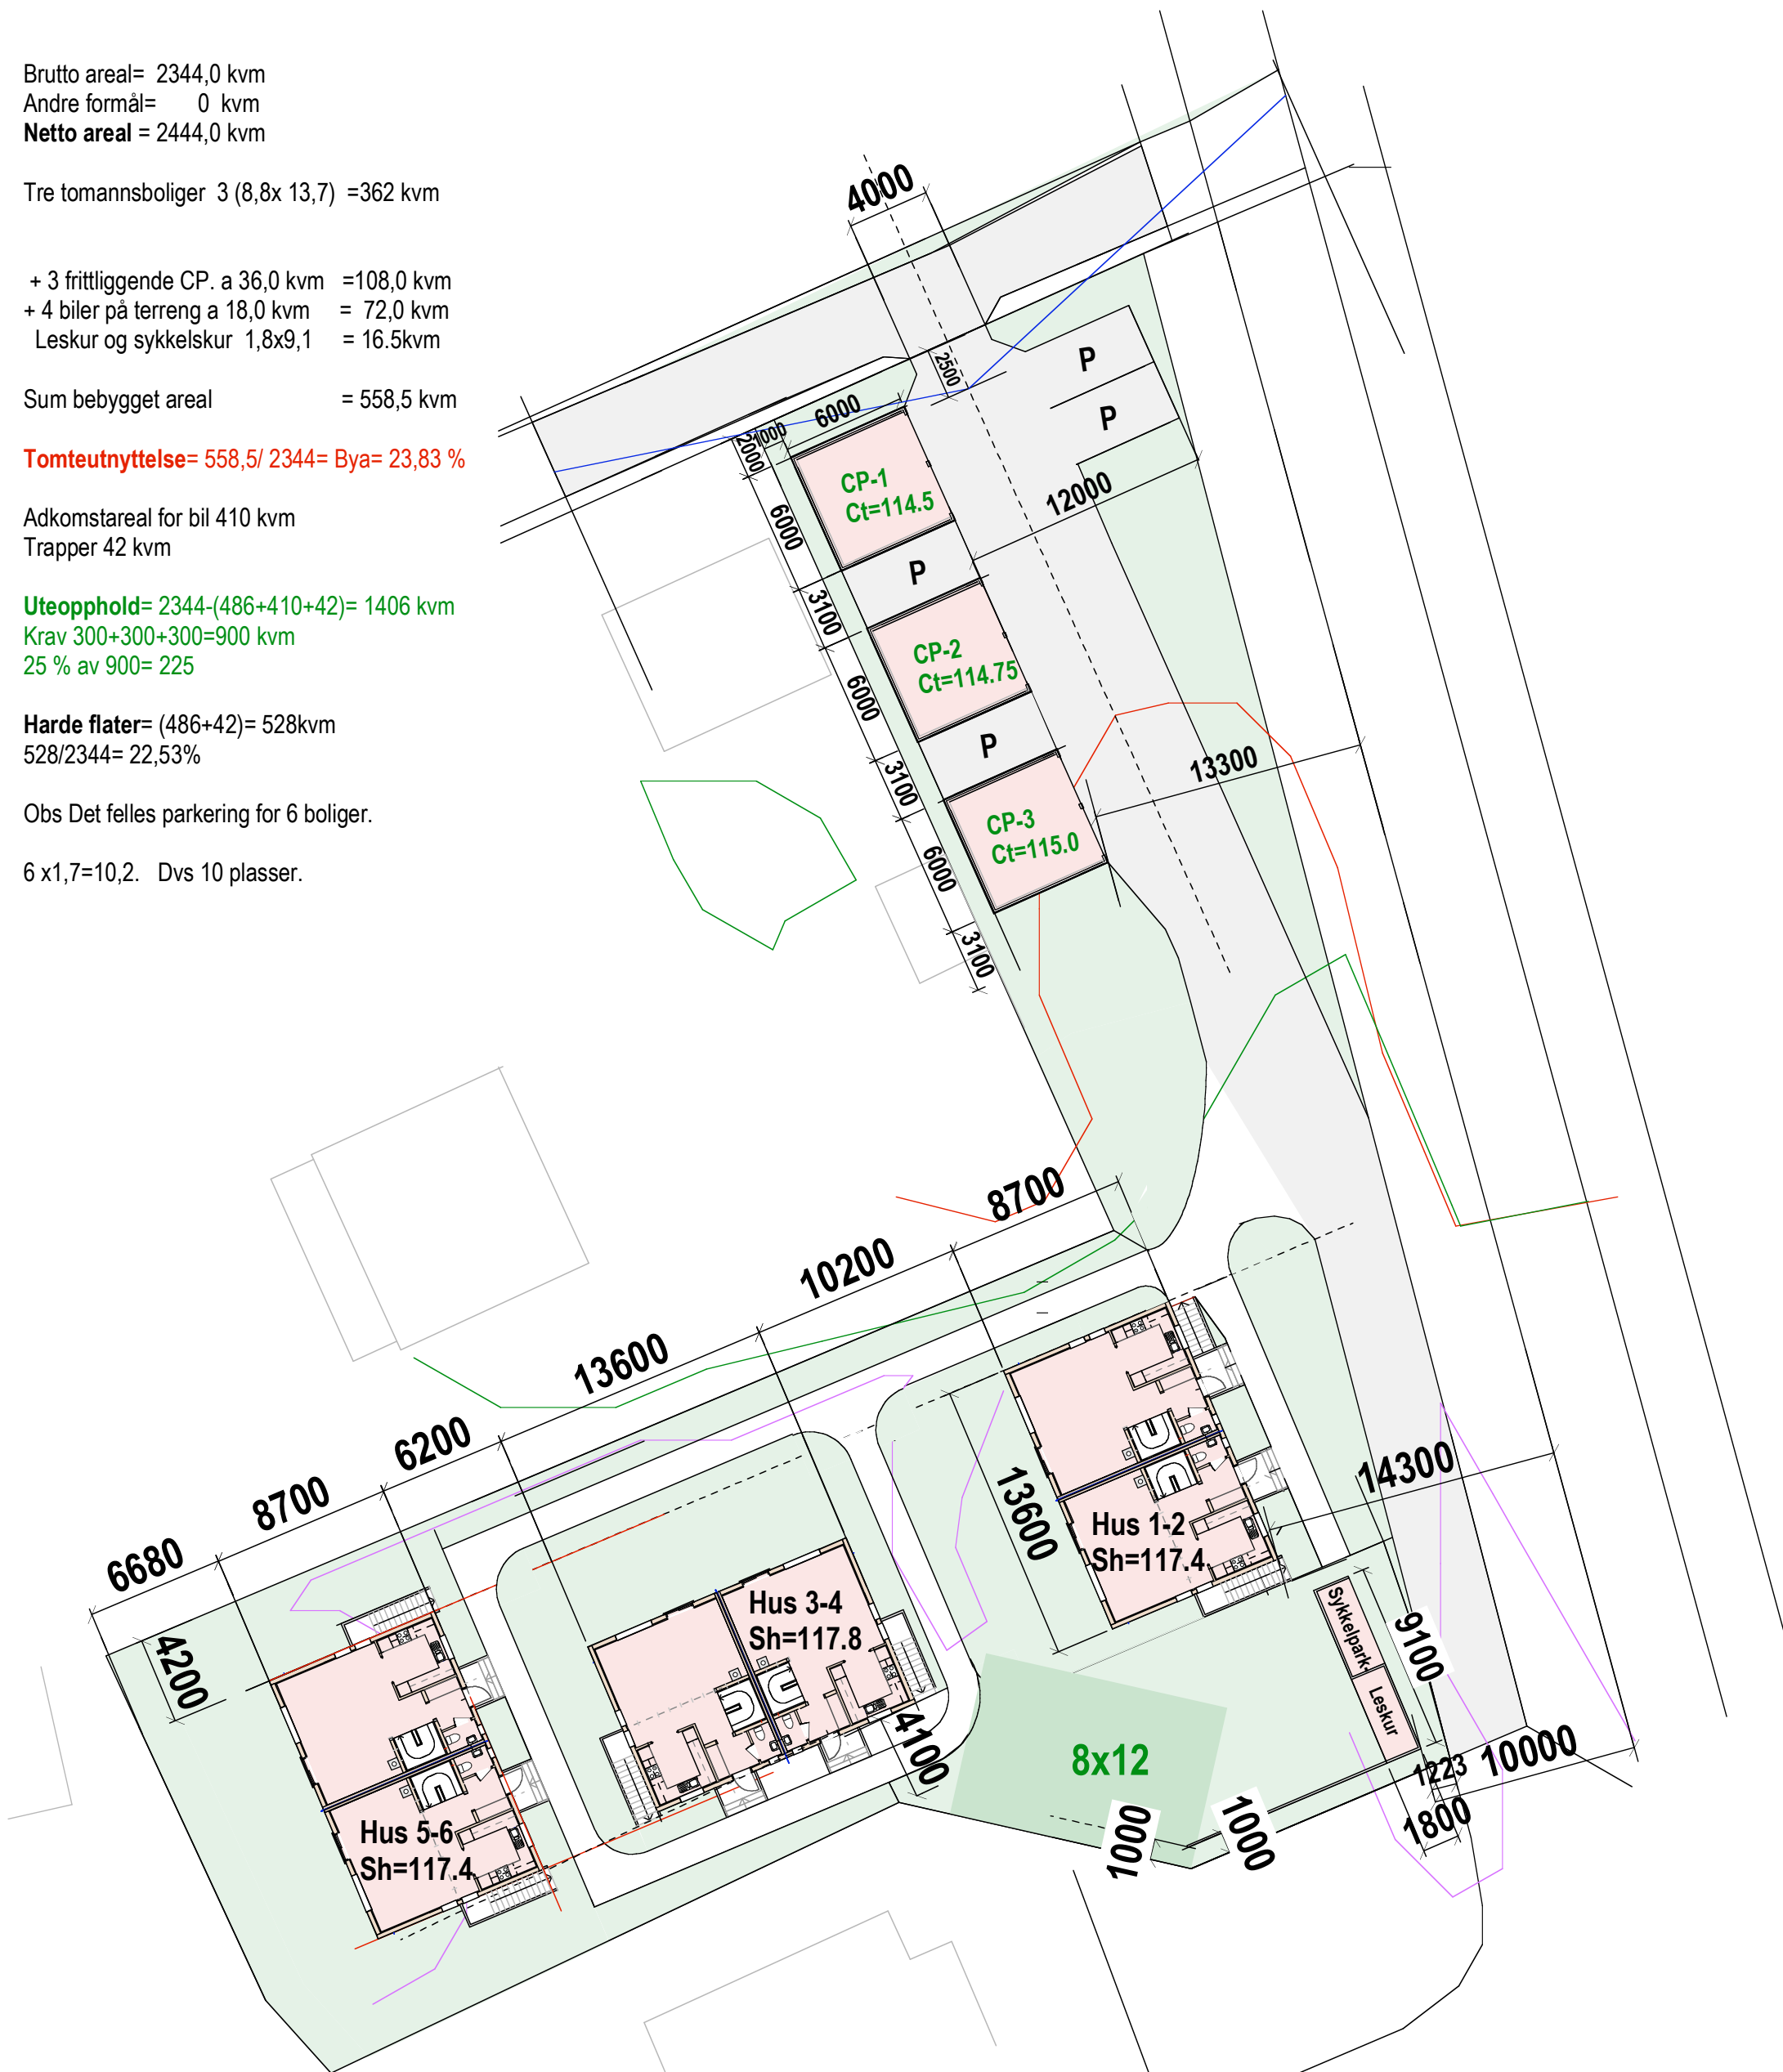 Brutto areal= 2344,0 kvm
Andre formål= 0 kvm
Netto areal = 2444,0 kvm
Tre tomannsboliger 3 (8,8x 13,7) =362 kvm
+ 3 frittliggende CP. a 36,0 kvm =108,0 kvm
+ 4 biler på terreng a 18,0 kvm = 72,0 kvm
Leskur og sykkelskur 1,8x9,1 = 16.5kvm
Sum bebygget areal = 558,5 kvm
Tomteutnyttelse= 558,5/ 2344= Bya= 23,83 %
Adkomstareal for bil 410 kvm
Trapper 42 kvm
Uteopphold= 2344-(486+410+42)= 1406 kvm
Krav 300+300+300=900 kvm
25 % av 900= 225
Harde flater= (486+42)= 528kvm
528/2344= 22,53%
Obs Det felles parkering for 6 boliger.
6 x1,7=10,2. Dvs 10 plasser.
4000
2500
P
P
6000
1000
2000
CP-1
Ct=114.5
12000
6000
P
3100
CP-2
Ct=114.75
6000
P
3100
13300
CP-3
Ct=115.0
6000
3100
8700
10200
13600
6200
8700
6680
4200
13600
14300
Hus 1-2
Sh=117.4
Hus 3-4
Sh=117.8
Sykkelpark
Leskur
9100
4100
8x12
1223
10000
1800
1000
1000
Hus 5-6
Sh=117.4